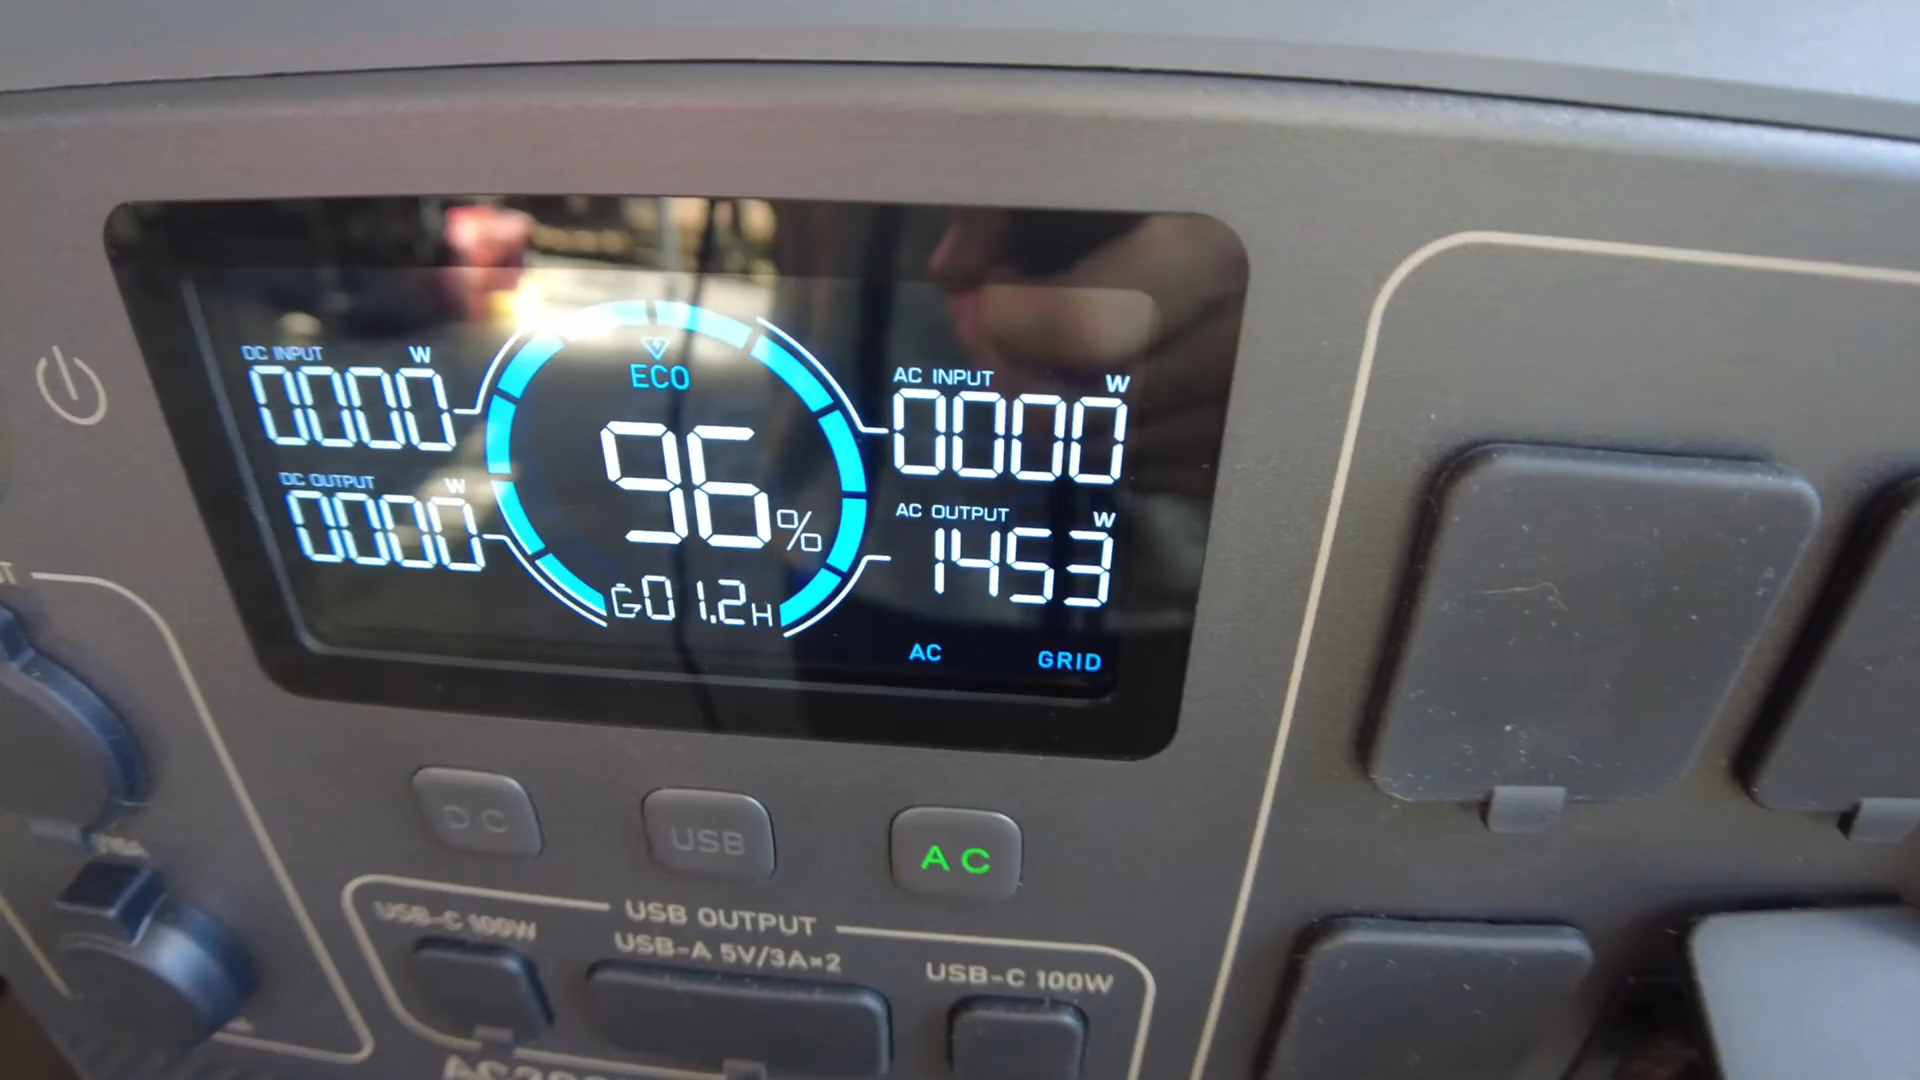 DC INPUT W
0000
DC OUTPUT W
0000
ECO
96%
01.2H
AC INPUT W
0000
AC OUTPUT W
1453
AC GRID
DC
USB
AC
USB OUTPUT
USB-C 100W
USB-A 5V/3A×2
USB-C 100W